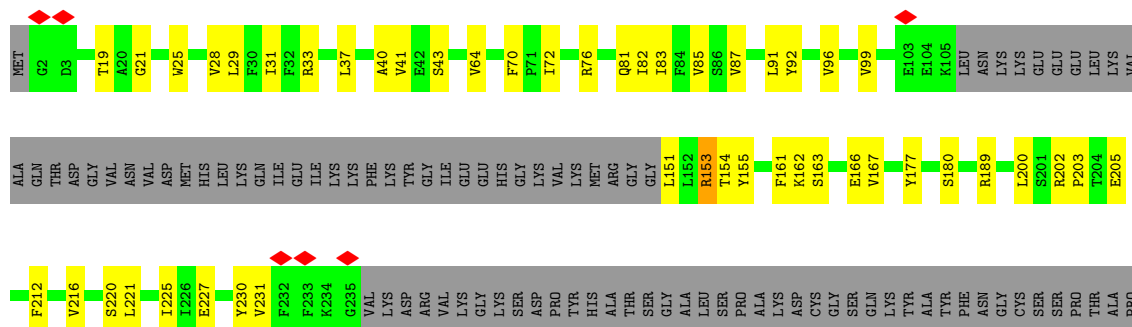 MET G2 D3 T19 A20 G21 W25 V28 L29 F30 I31 F32 R33 L37 A40 V41 E42 S43 V64 F70 P71 I72 R76 Q81 I82 I83 F84 V85 S86 V87 L91 Y92 V96 V99 E103 E104 K105 LEU ASN LYS LYS GLU GLU GLU LEU LYS VAL
ALA GLN THR ASP GLY VAL ASN VAL ASP MET HIS LEU LYS GLN ILE GLU ILE LYS LYS PHE LYS TYR GLY ILE GLU GLU HIS GLY LYS VAL LYS MET ARG GLY GLY L151 L152 R153 T154 Y155 F161 K162 S163 E166 V167 Y177 S180 R189 L200 S201 R202 P203 T204 E205
F212 V216 S220 L221 I225 I226 E227 Y230 V231 F232 F233 K234 G235 VAL LYS ASP ARG VAL LYS GLY LYS SER ASP PRO TYR HIS ALA THR SER GLY ALA LEU SER PRO ALA LYS ASP CYS GLY SER GLN LYS TYR ALA TYR PHE ASN GLY CYS SER SER PRO THR ALA PRO